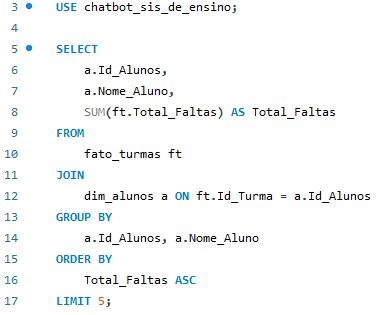 3 USE chatbot_sis_de_ensino;
4
5 SELECT
6 a.Id_Alunos,
7 a.Nome_Aluno,
8 SUM(ft.Total_Faltas) AS Total_Faltas
9 FROM
10 fato_turmas ft
11 JOIN
12 dim_alunos a ON ft.Id_Turma = a.Id_Alunos
13 GROUP BY
14 a.Id_Alunos, a.Nome_Aluno
15 ORDER BY
16 Total_Faltas ASC
17 LIMIT 5;